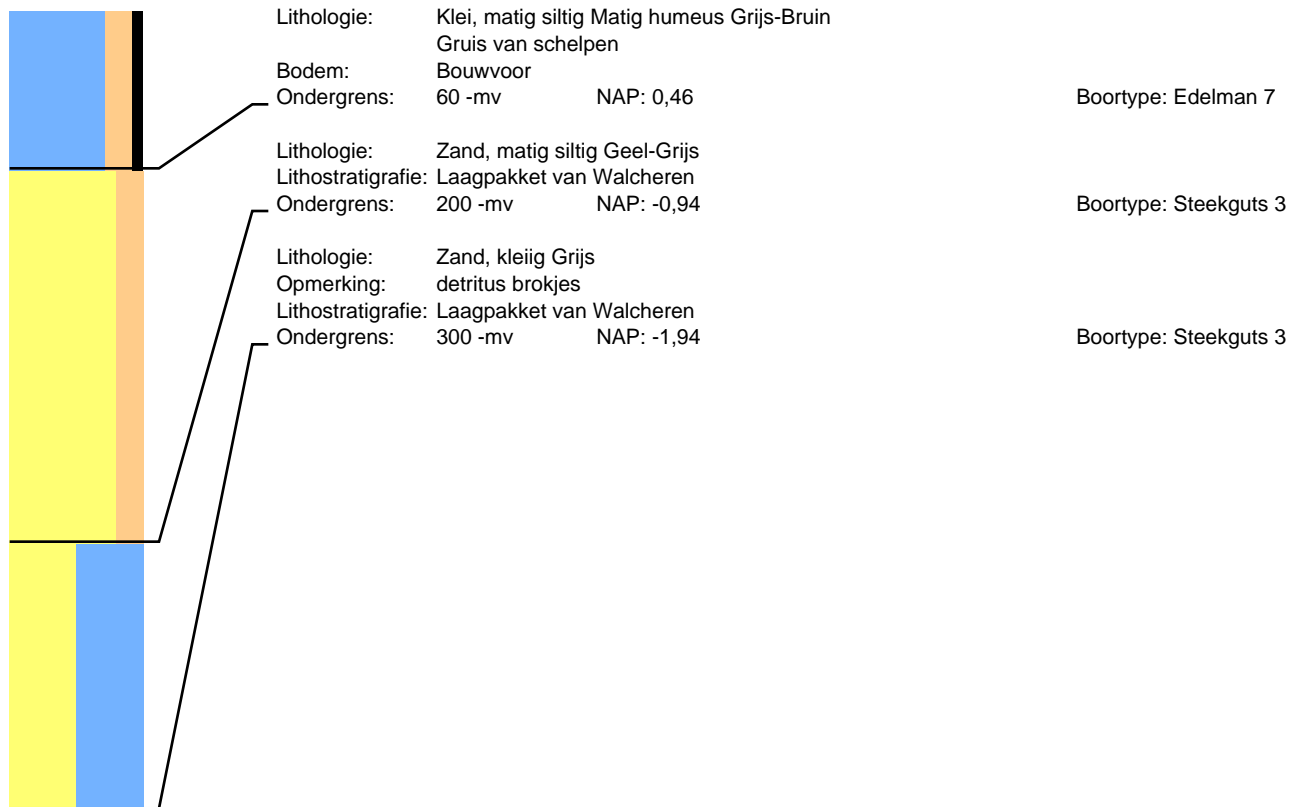 Lithologie: Klei, matig siltig Matig humeus Grijs-Bruin
Gruis van schelpen
Bodem: Bouwvoor
Ondergrens: 60 -mv NAP: 0,46 Boortype: Edelman 7
Lithologie: Zand, matig siltig Geel-Grijs
Lithostratigrafie: Laagpakket van Walcheren
Ondergrens: 200 -mv NAP: -0,94 Boortype: Steekguts 3
Lithologie: Zand, kleiig Grijs
Opmerking: detritus brokjes
Lithostratigrafie: Laagpakket van Walcheren
Ondergrens: 300 -mv NAP: -1,94 Boortype: Steekguts 3